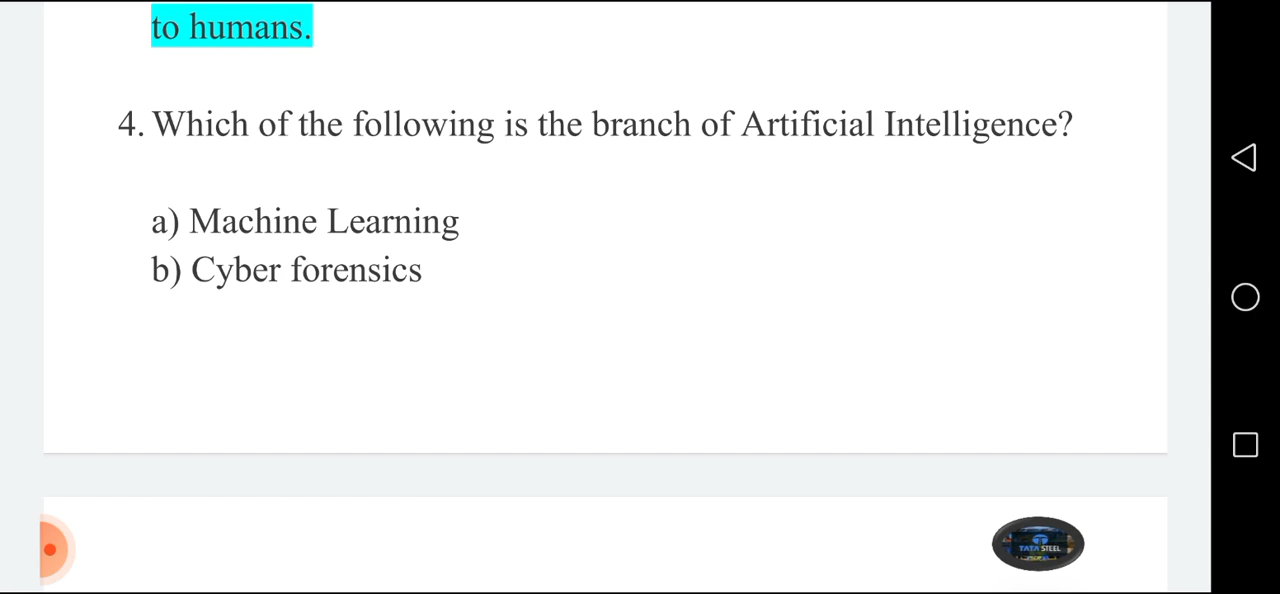 to humans.
4. Which of the following is the branch of Artificial Intelligence?
a) Machine Learning
b) Cyber forensics
TATA STEEL